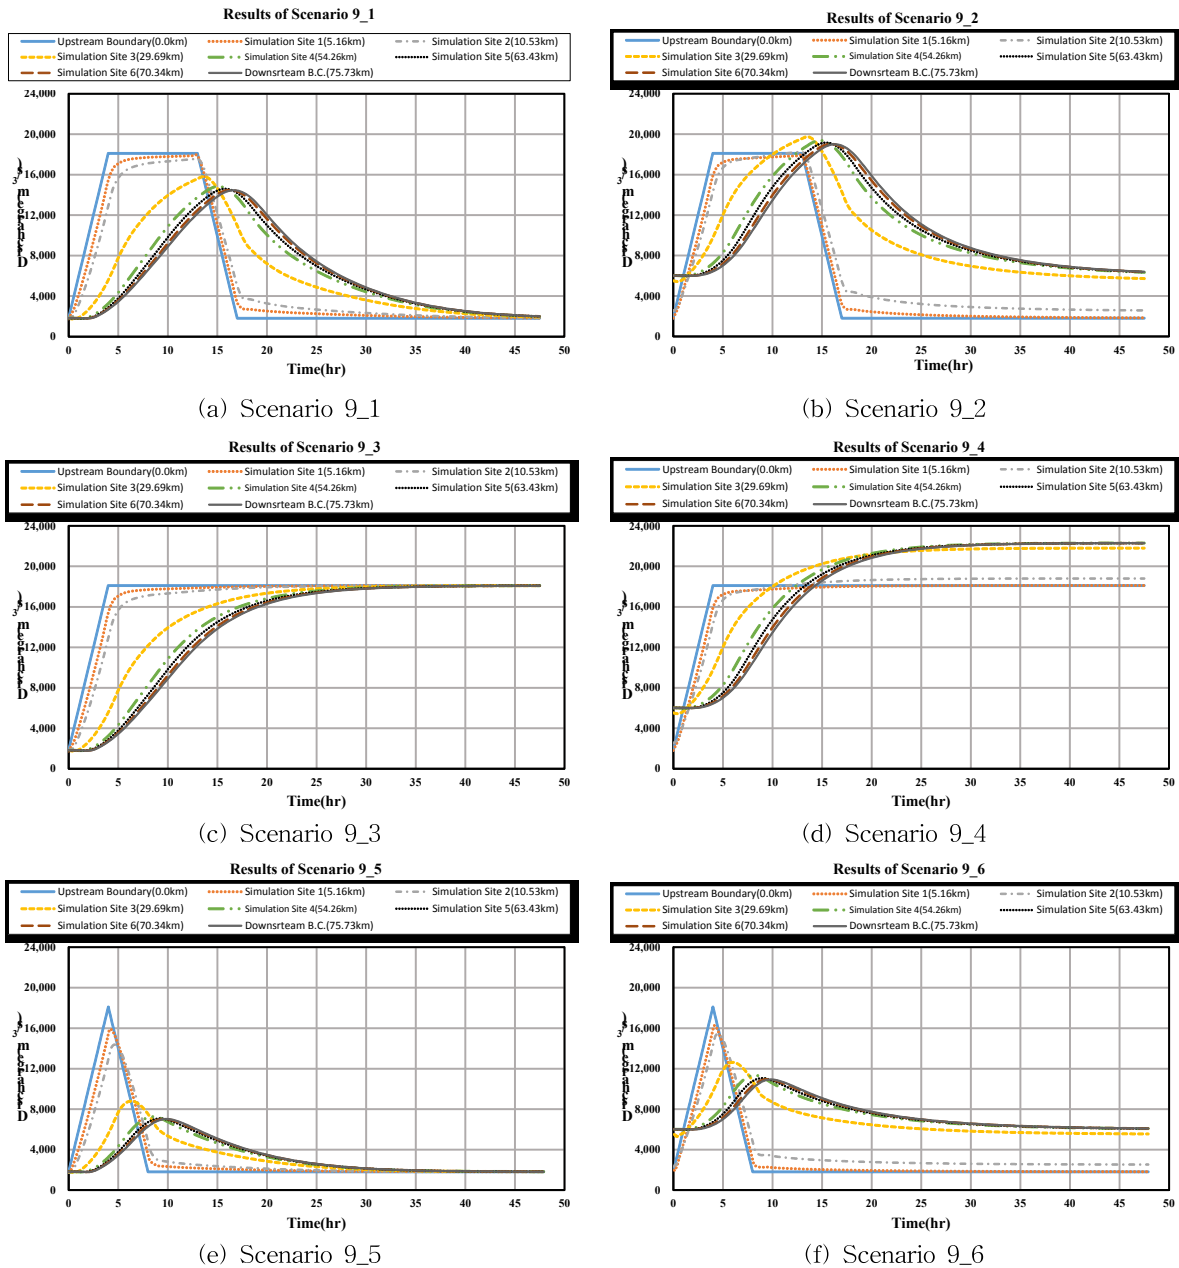 Results of Scenario 9_1
Upstream Boundary(0.0km) Simulation Site 1(5.16km) Simulation Site 2(10.53km)
Simulation Site 3(29.69km) Simulation Site 4(54.26km) Simulation Site 5(63.43km)
Simulation Site 6(70.34km) Downsrteam B.C.(75.73km)
24,000
20,000
16,000
12,000
8,000
4,000
0
0 5 10 15 20 25 30 35 40 45 50
Time(hr)
(a) Scenario 9_1
Results of Scenario 9_2
Upstream Boundary(0.0km) Simulation Site 1(5.16km) Simulation Site 2(10.53km)
Simulation Site 3(29.69km) Simulation Site 4(54.26km) Simulation Site 5(63.43km)
Simulation Site 6(70.34km) Downsrteam B.C.(75.73km)
24,000
20,000
16,000
12,000
8,000
4,000
0
0 5 10 15 20 25 30 35 40 45 50
Time(hr)
(b) Scenario 9_2
Results of Scenario 9_3
Upstream Boundary(0.0km) Simulation Site 1(5.16km) Simulation Site 2(10.53km)
Simulation Site 3(29.69km) Simulation Site 4(54.26km) Simulation Site 5(63.43km)
Simulation Site 6(70.34km) Downsrteam B.C.(75.73km)
24,000
20,000
16,000
12,000
8,000
4,000
0
0 5 10 15 20 25 30 35 40 45 50
Time(hr)
(c) Scenario 9_3
Results of Scenario 9_4
Upstream Boundary(0.0km) Simulation Site 1(5.16km) Simulation Site 2(10.53km)
Simulation Site 3(29.69km) Simulation Site 4(54.26km) Simulation Site 5(63.43km)
Simulation Site 6(70.34km) Downsrteam B.C.(75.73km)
24,000
20,000
16,000
12,000
8,000
4,000
0
0 5 10 15 20 25 30 35 40 45 50
Time(hr)
(d) Scenario 9_4
Results of Scenario 9_5
Upstream Boundary(0.0km) Simulation Site 1(5.16km) Simulation Site 2(10.53km)
Simulation Site 3(29.69km) Simulation Site 4(54.26km) Simulation Site 5(63.43km)
Simulation Site 6(70.34km) Downsrteam B.C.(75.73km)
24,000
20,000
16,000
12,000
8,000
4,000
0
0 5 10 15 20 25 30 35 40 45 50
Time(hr)
(e) Scenario 9_5
Results of Scenario 9_6
Upstream Boundary(0.0km) Simulation Site 1(5.16km) Simulation Site 2(10.53km)
Simulation Site 3(29.69km) Simulation Site 4(54.26km) Simulation Site 5(63.43km)
Simulation Site 6(70.34km) Downsrteam B.C.(75.73km)
24,000
20,000
16,000
12,000
8,000
4,000
0
0 5 10 15 20 25 30 35 40 45 50
Time(hr)
(f) Scenario 9_6